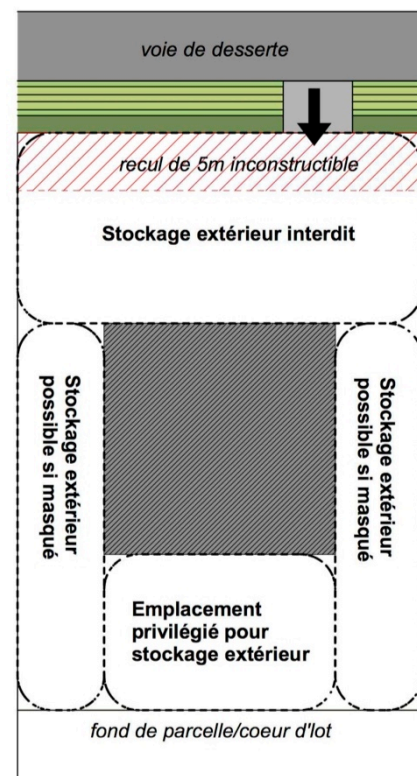 voie de desserte
recul de 5m inconstructible
Stockage extérieur interdit
Stockage extérieur
possible si masqué
Stockage extérieur
possible si masqué
Emplacement
privilégié pour
stockage extérieur
fond de parcelle/coeur d'lot